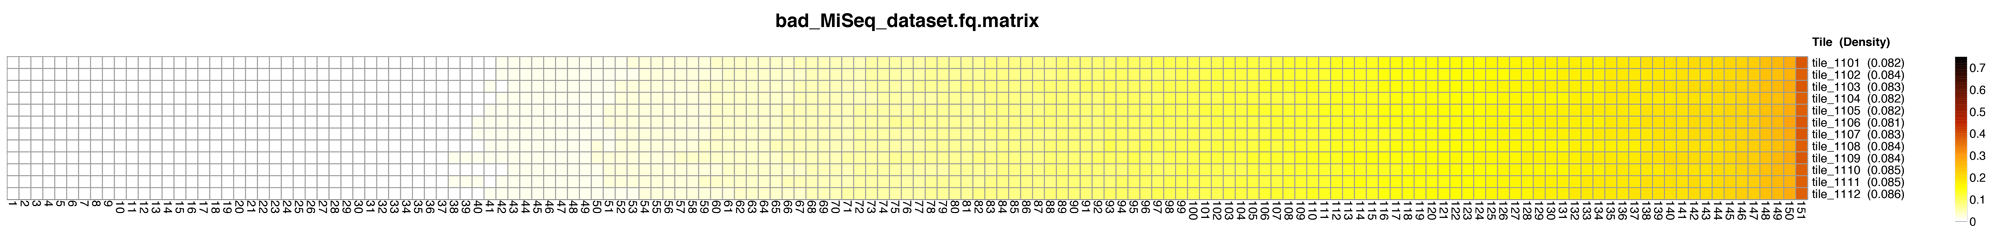 bad_MiSeq_dataset.fq.matrix
Tile (Density)
tile_1101 (0.082)
tile_1102 (0.084)
tile_1103 (0.083)
tile_1104 (0.082)
tile_1105 (0.082)
tile_1106 (0.081)
tile_1107 (0.083)
tile_1108 (0.084)
tile_1109 (0.084)
tile_1110 (0.085)
tile_1111 (0.085)
tile_1112 (0.086)
0.7
0.6
0.5
0.4
0.3
0.2
0.1
0
1 2 3 4 5 6 7 8 9 10 11 12 13 14 15 16 17 18 19 20 21 22 23 24 25 26 27 28 29 30 31 32 33 34 35 36 37 38 39 40 41 42 43 44 45 46 47 48 49 50 51 52 53 54 55 56 57 58 59 60 61 62 63 64 65 66 67 68 69 70 71 72 73 74 75 76 77 78 79 80 81 82 83 84 85 86 87 88 89 90 91 92 93 94 95 96 97 98 99 100 101 102 103 104 105 106 107 108 109 110 111 112 113 114 115 116 117 118 119 120 121 122 123 124 125 126 127 128 129 130 131 132 133 134 135 136 137 138 139 140 141 142 143 144 145 146 147 148 149 150 151